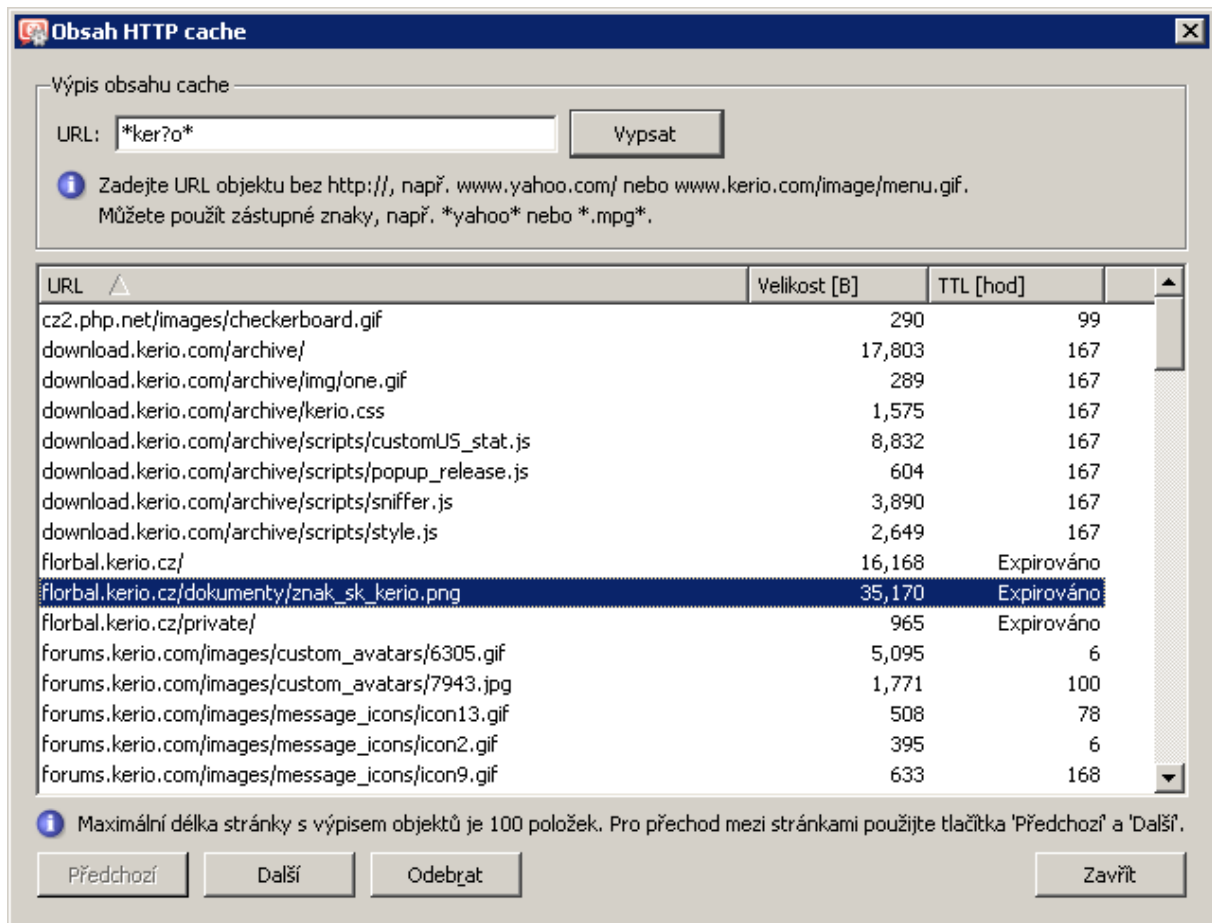 Obsah HTTP cache
Výpis obsahu cache
URL: *ker?o* Vypsat
Zadejte URL objektu bez http://, např. www.yahoo.com/ nebo www.kerio.com/image/menu.gif.
Můžete použít zástupné znaky, např. *yahoo* nebo *.mpg*.
URL Velikost [B] TTL [hod]
cz2.php.net/images/checkerboard.gif 290 99
download.kerio.com/archive/ 17,803 167
download.kerio.com/archive/img/one.gif 289 167
download.kerio.com/archive/kerio.css 1,575 167
download.kerio.com/archive/scripts/customUS_stat.js 8,832 167
download.kerio.com/archive/scripts/popup_release.js 604 167
download.kerio.com/archive/scripts/sniffer.js 3,890 167
download.kerio.com/archive/scripts/style.js 2,649 167
florbal.kerio.cz/ 16,168 Expirováno
florbal.kerio.cz/dokumenty/znak_sk_kerio.png 35,170 Expirováno
florbal.kerio.cz/private/ 965 Expirováno
forums.kerio.com/images/custom_avatars/6305.gif 5,095 6
forums.kerio.com/images/custom_avatars/7943.jpg 1,771 100
forums.kerio.com/images/message_icons/icon13.gif 508 78
forums.kerio.com/images/message_icons/icon2.gif 395 6
forums.kerio.com/images/message_icons/icon9.gif 633 168
Maximální délka stránky s výpisem objektů je 100 položek. Pro přechod mezi stránkami použijte tlačítka 'Předchozí' a 'Další'.
Předchozí Další Odebrat Zavřít